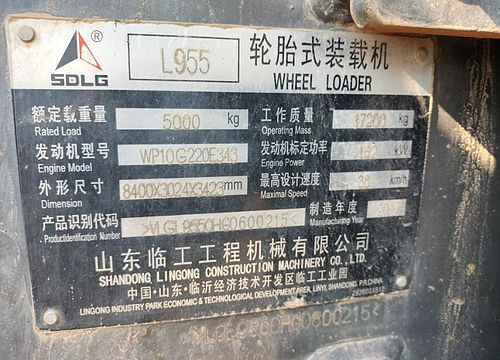 SDLG ®
L955
轮胎式装载机
WHEEL LOADER
额定载重量 5000 kg
Rated Load
工作质量 17200 kg
Operating Mass
发动机型号 WP10G220E343
Engine Model
发动机标定功率 162 kW
Engine Power
外形尺寸 8400X3024X3423 mm
Dimension
最高设计速度 38 km/h
Maximal Speed
产品识别代码
Productidentification Number
制造年度
Manufacturing Year
山东临工工程机械有限公司
SHANDONG LINGONG CONSTRUCTION MACHINERY CO.,LTD.
中国·山东·临沂经济技术开发区临工工业园
LINGONG INDUSTRY PARK ECONOMIC & TECHNOLOGICAL DEVELOPMENT AREA, LINYI, SHANDONG, P.R.CHINA